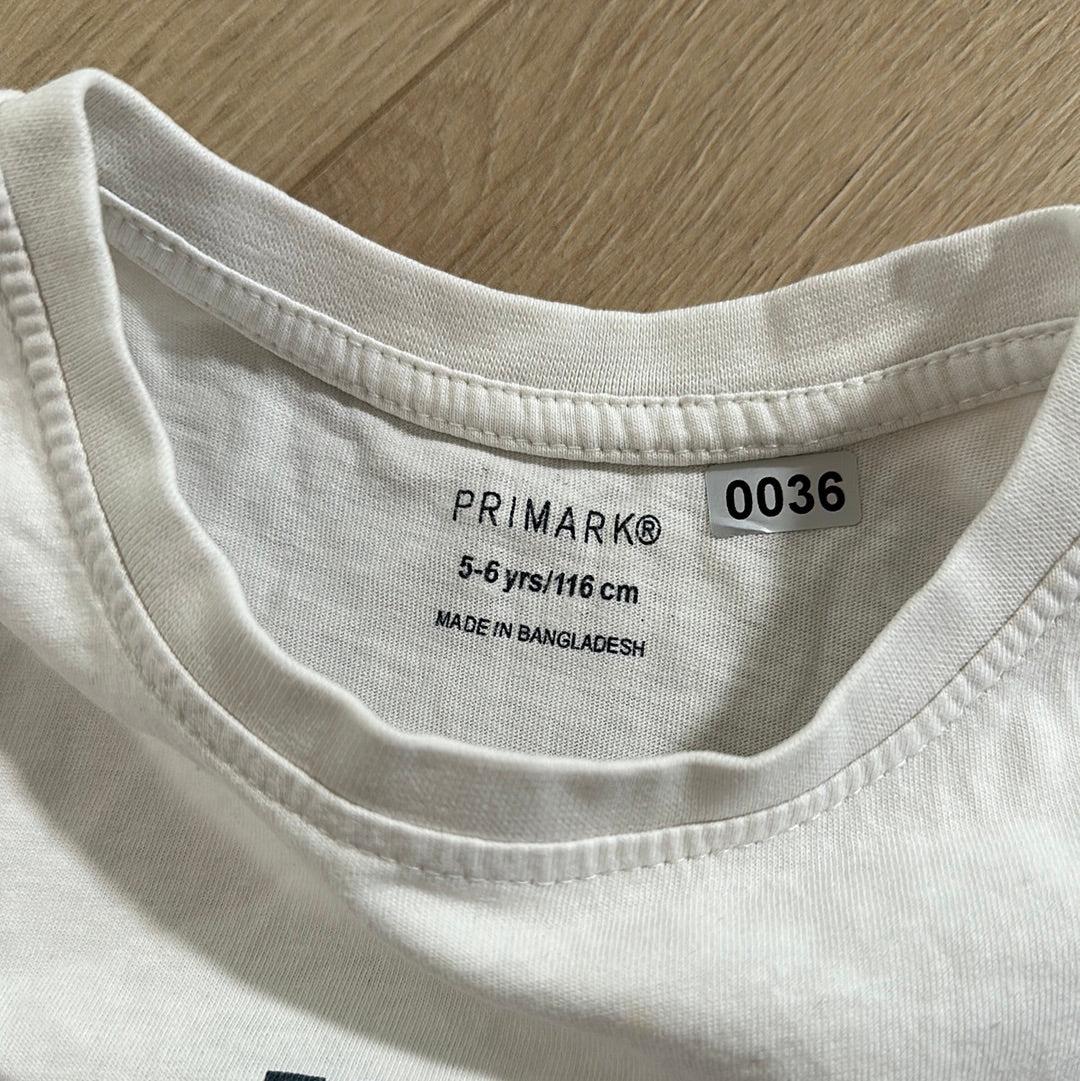 PRIMARK®
0036
5-6 yrs/116 cm
MADE IN BANGLADESH